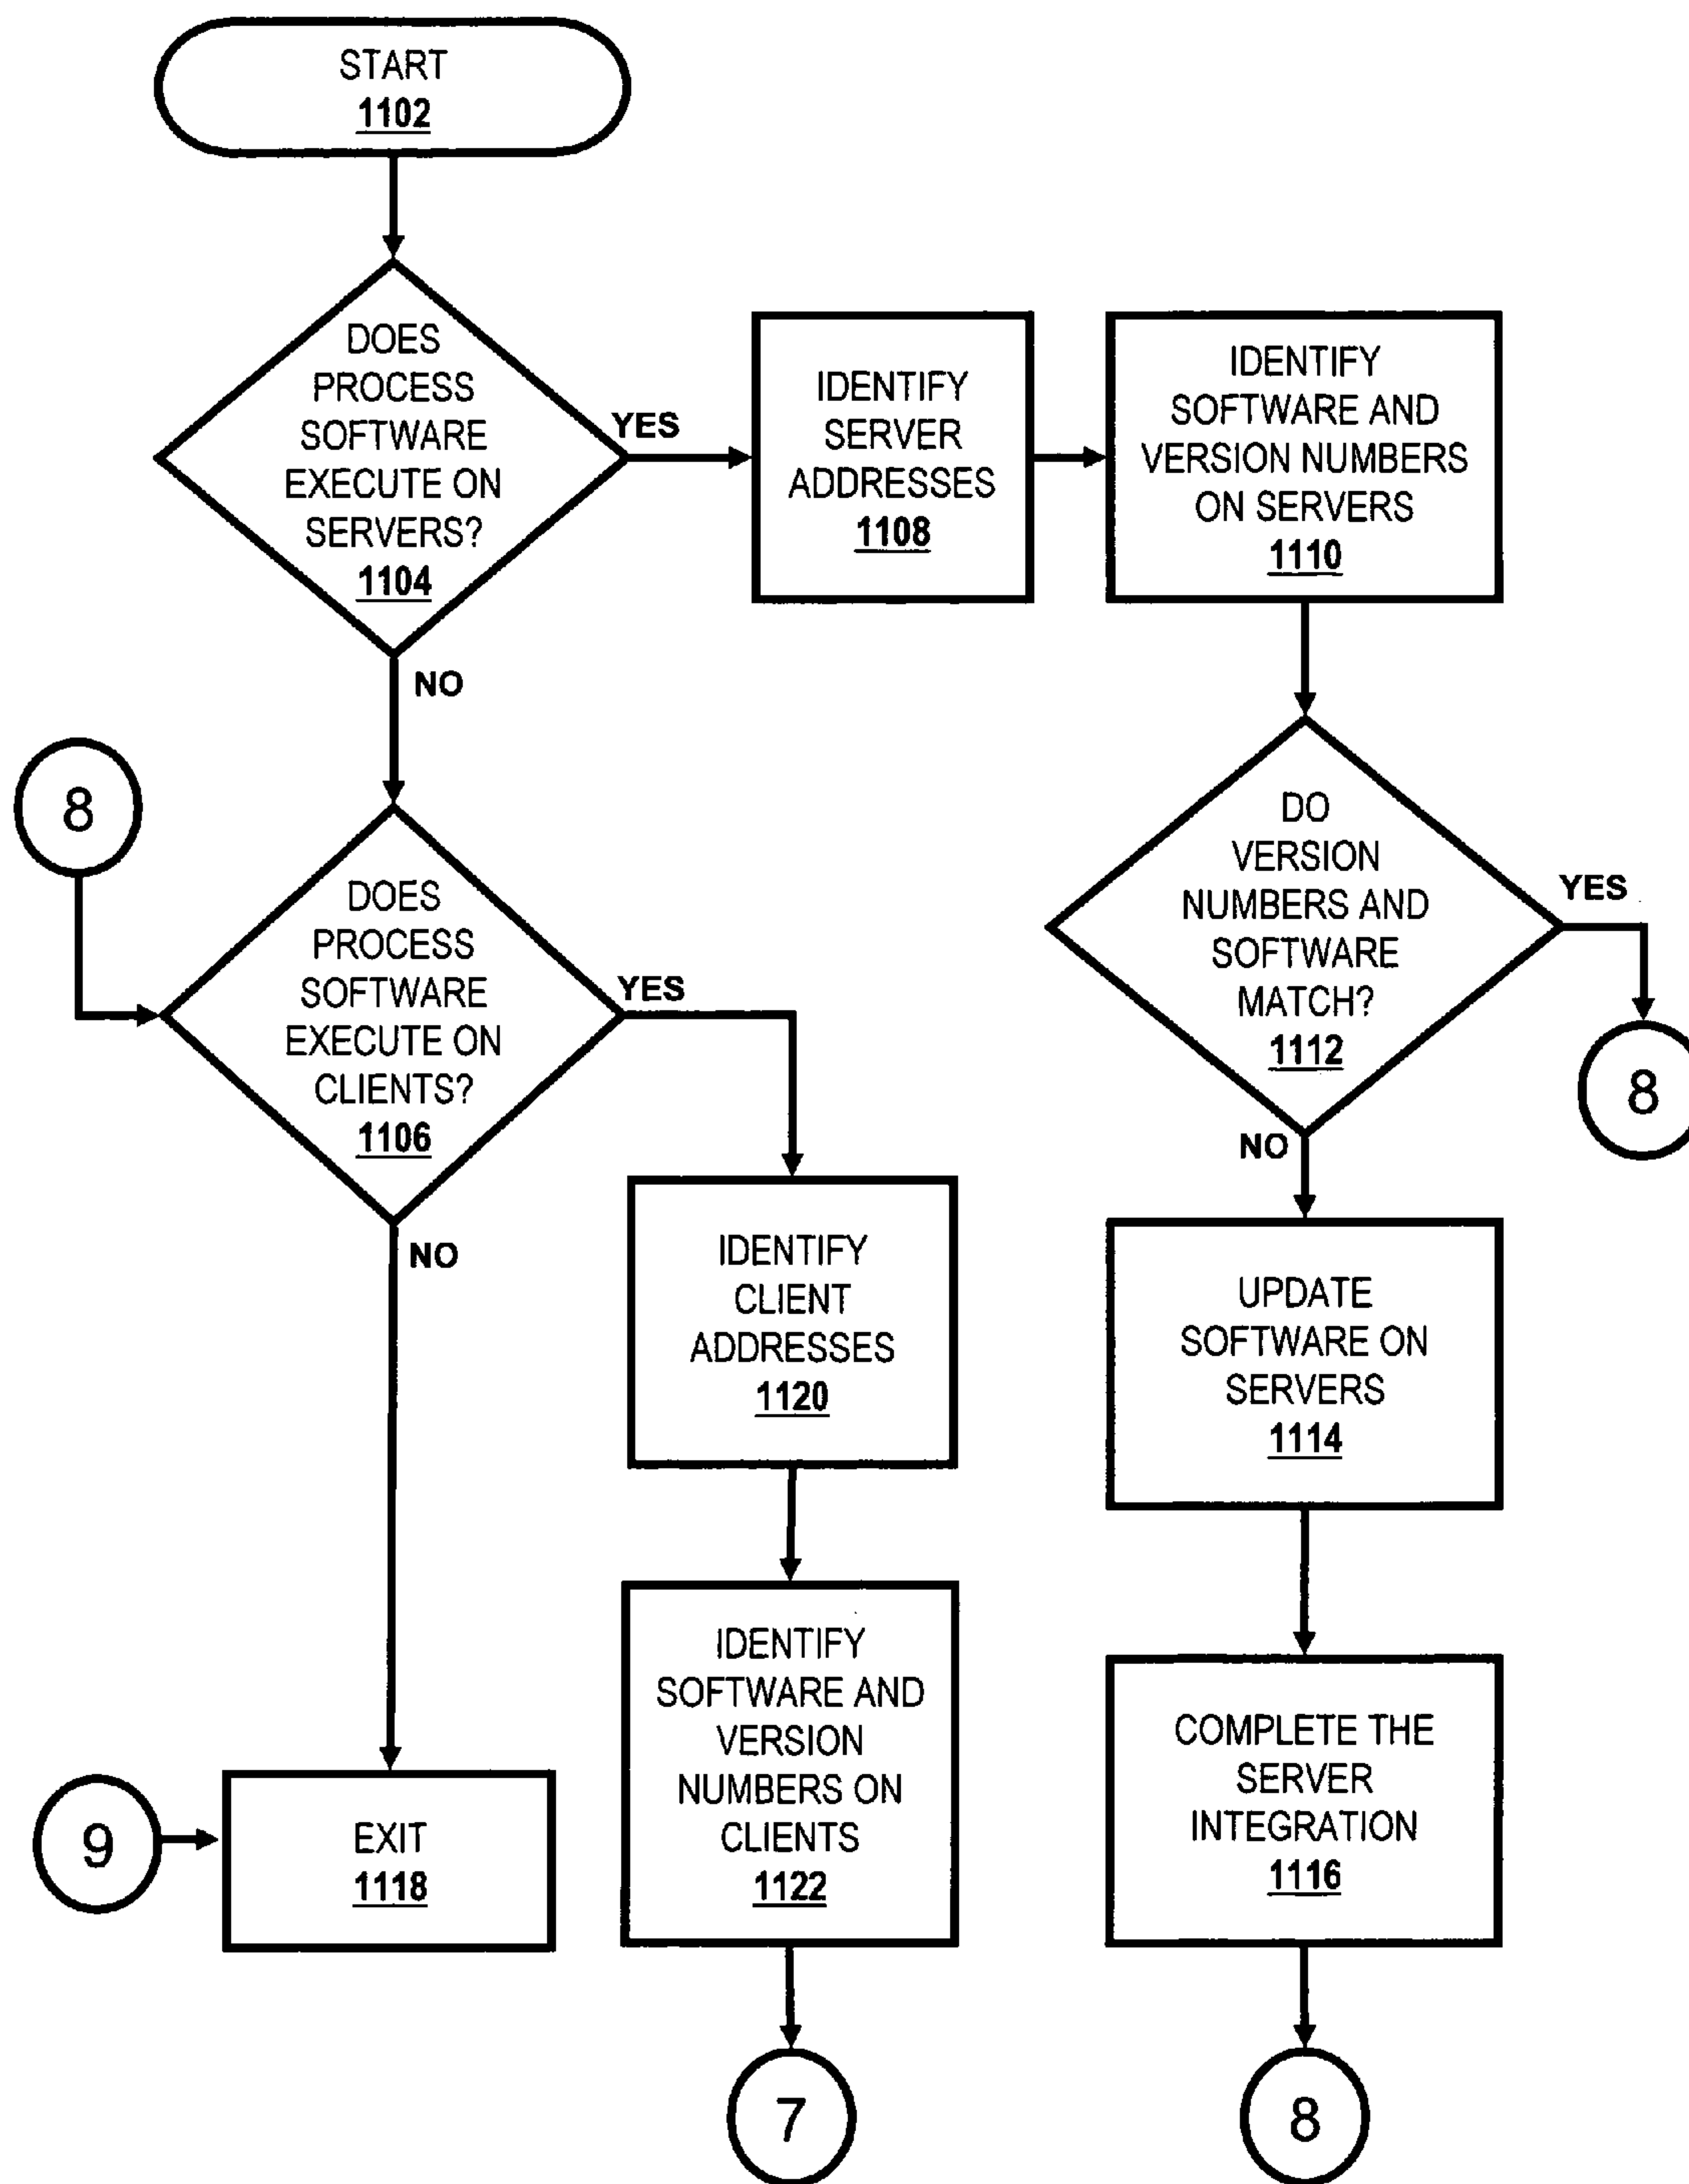 START
1102
DOES
PROCESS
SOFTWARE
EXECUTE ON
SERVERS?
1104
YES
NO
IDENTIFY
SERVER
ADDRESSES
1108
IDENTIFY
SOFTWARE AND
VERSION NUMBERS
ON SERVERS
1110
8
DOES
PROCESS
SOFTWARE
EXECUTE ON
CLIENTS?
1106
YES
NO
DO
VERSION
NUMBERS AND
SOFTWARE
MATCH?
1112
YES
8
NO
IDENTIFY
CLIENT
ADDRESSES
1120
UPDATE
SOFTWARE ON
SERVERS
1114
9
EXIT
1118
IDENTIFY
SOFTWARE AND
VERSION
NUMBERS ON
CLIENTS
1122
COMPLETE THE
SERVER
INTEGRATION
1116
7
8